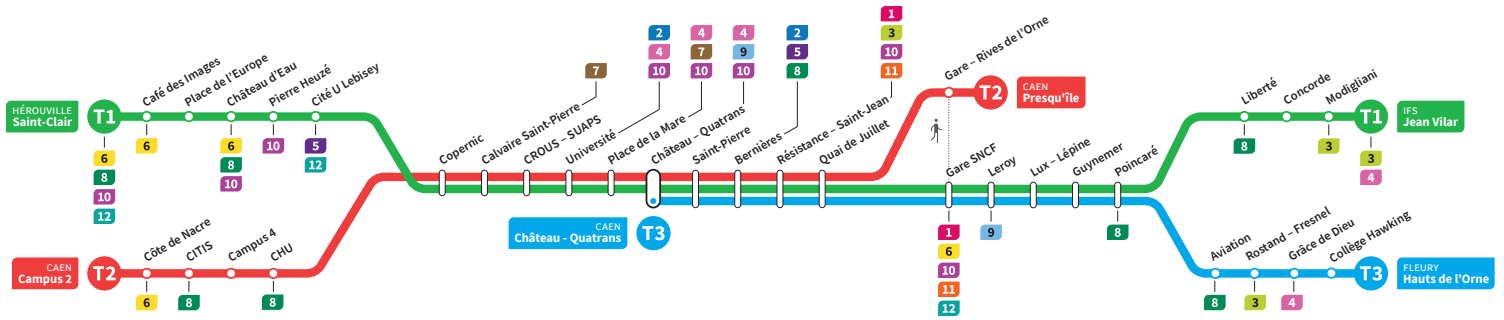 HÉROUVILLE
Saint-Clair
T1
6
8
10
12
Café des Images
6
Place de l'Europe
Château d'Eau
6
8
10
Pierre Heuzé
10
Cité U Lebisey
5
12
CAEN
Campus 2
T2
Côte de Nacre
6
CITIS
8
Campus 4
CHU
8
Copernic
Calvaire Saint-Pierre
7
CROUS – SUAPS
Université
2
4
10
Place de la Mare
4
7
10
Château – Quatrans
4
9
10
CAEN
Château - Quatrans
T3
Saint-Pierre
Bernières
2
5
8
Résistance – Saint-Jean
1
3
10
11
Quai de Juillet
Gare – Rives de l'Orne
T2
CAEN
Presqu'île
Gare SNCF
1
6
10
11
12
Leroy
9
Lux – Lépine
Guynemer
Poincaré
8
Liberté
8
Concorde
Modigliani
3
T1
3
4
IFS
Jean Vilar
Aviation
8
Rostand – Fresnel
3
Grâce de Dieu
4
Collège Hawking
T3
FLEURY
Hauts de l'Orne